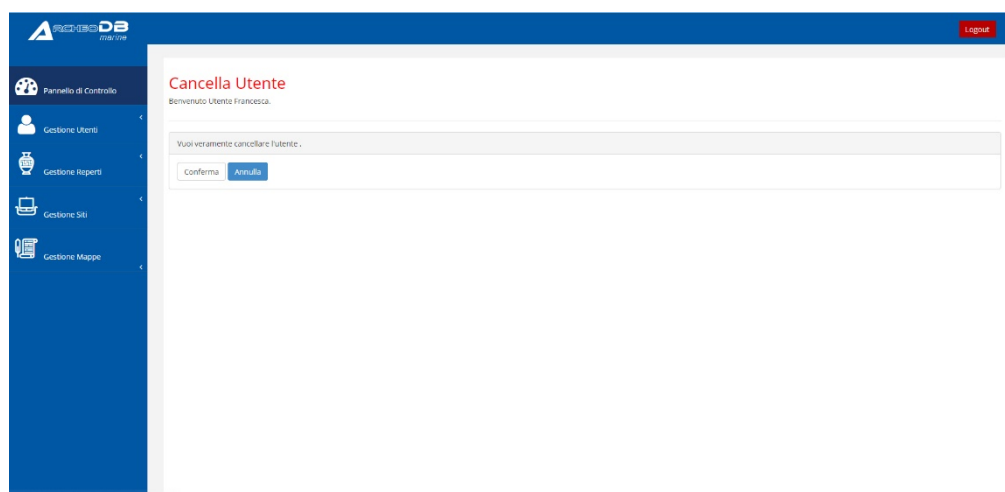 ARCHEODB
marine
Logout
Pannello di Controllo
Gestione Utenti
Gestione Reperti
Gestione Siti
Gestione Mappe
Cancella Utente
Benvenuto Utente Francesca.
Vuoi veramente cancellare l'utente .
Conferma Annulla